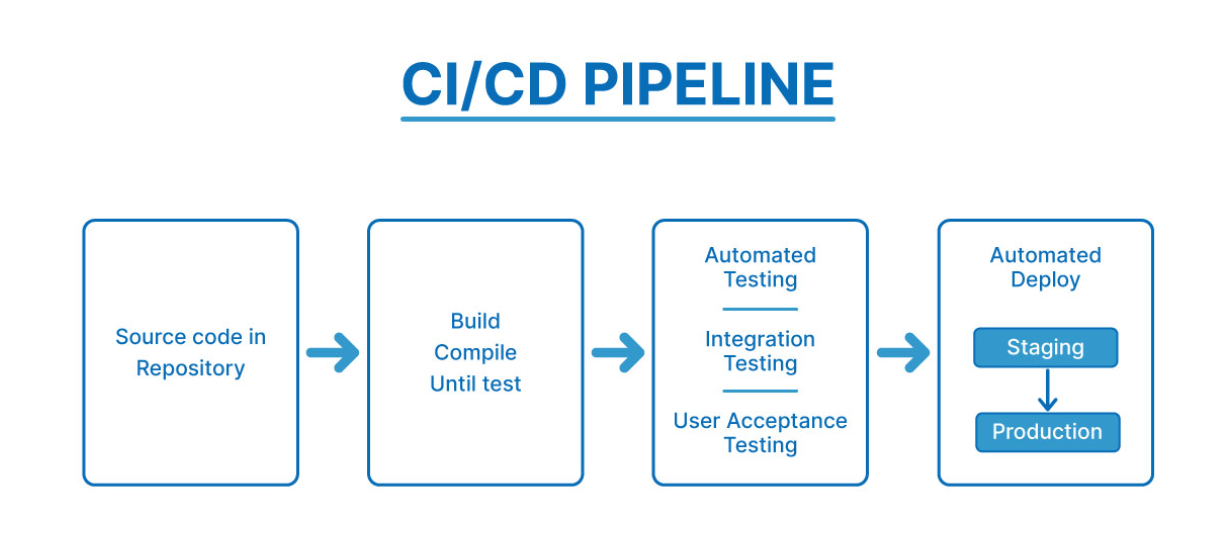 CI/CD PIPELINE
Source code in
Repository
Build
Compile
Until test
Automated
Testing
Integration
Testing
User Acceptance
Testing
Automated
Deploy
Staging
Production